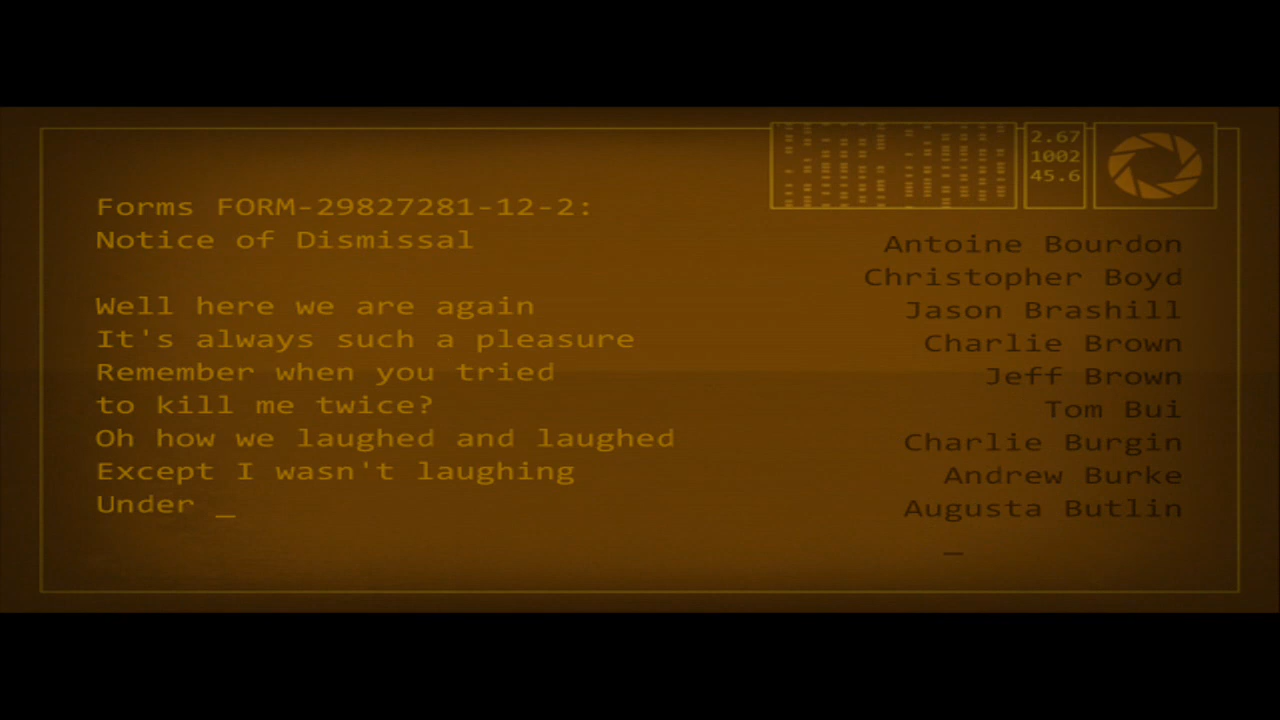 2.67
1002
45.6
Forms FORM-29827281-12-2:
Notice of Dismissal
Well here we are again
It's always such a pleasure
Remember when you tried
to kill me twice?
Oh how we laughed and laughed
Except I wasn't laughing
Under _
Antoine Bourdon
Christopher Boyd
Jason Brashill
Charlie Brown
Jeff Brown
Tom Bui
Charlie Burgin
Andrew Burke
Augusta Butlin
_